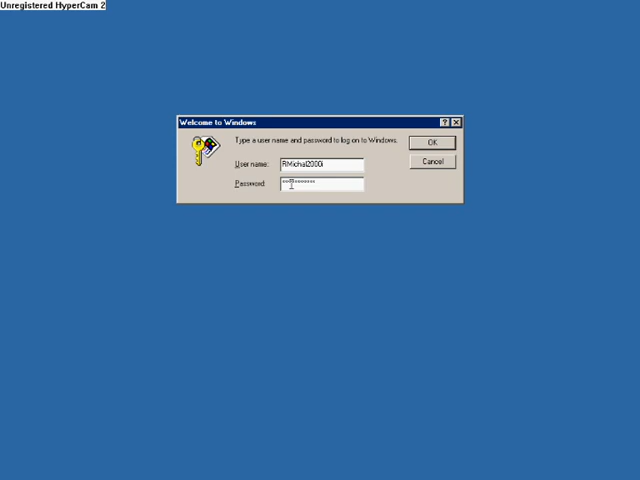 Unregistered HyperCam 2
Welcome to Windows
Type a user name and password to log on to Windows.
OK
User name: RMichal2000i
Cancel
Password: